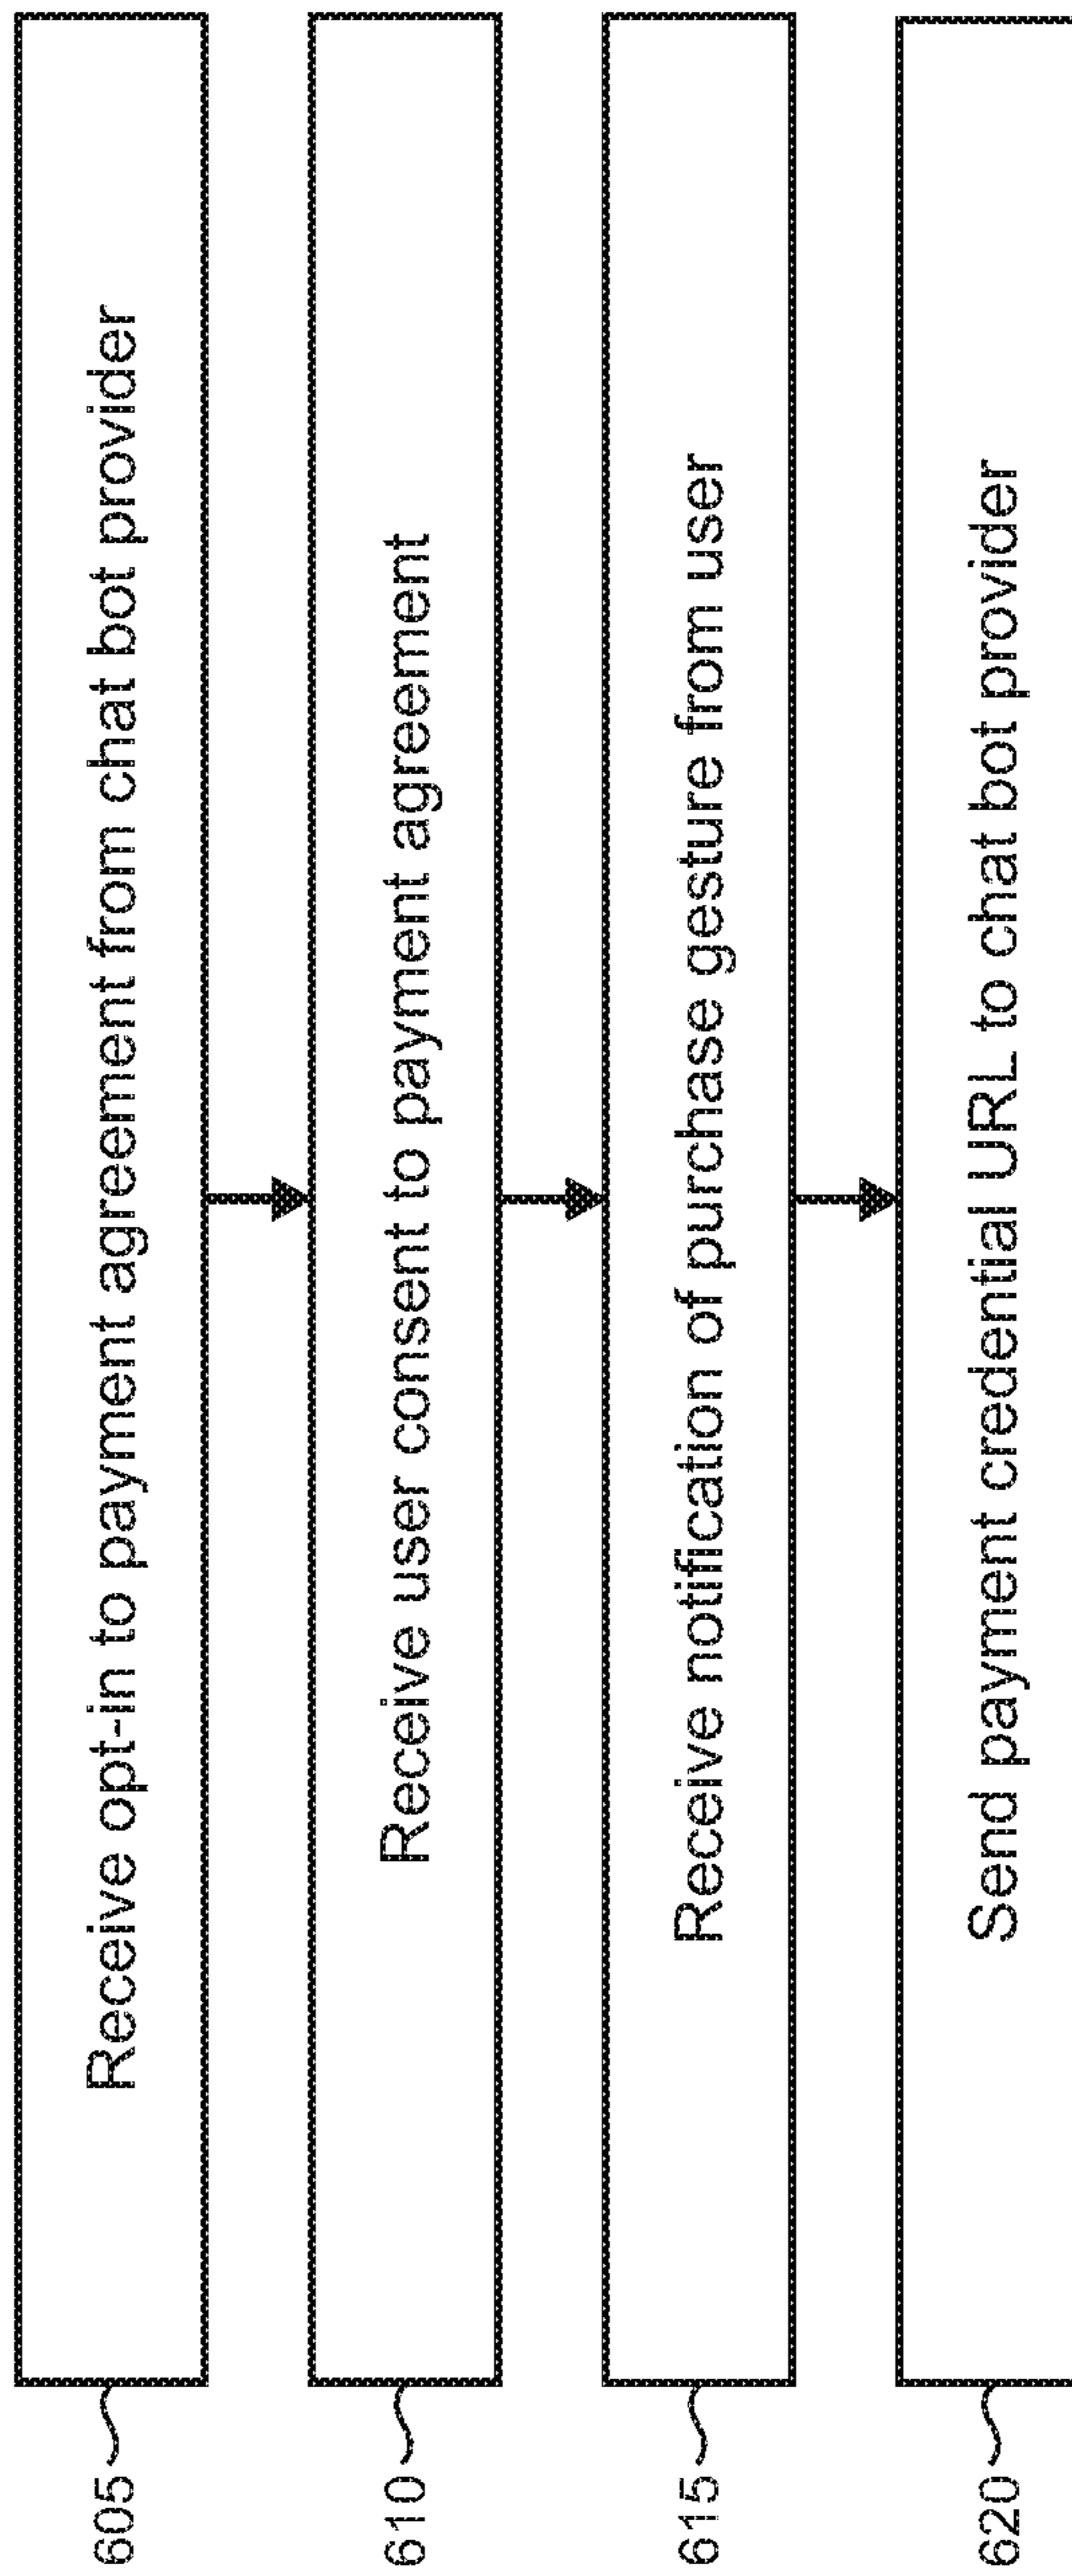 605
Receive opt-in to payment agreement from chat bot provider
610
Receive user consent to payment agreement
615
Receive notification of purchase gesture from user
620
Send payment credential URL to chat bot provider